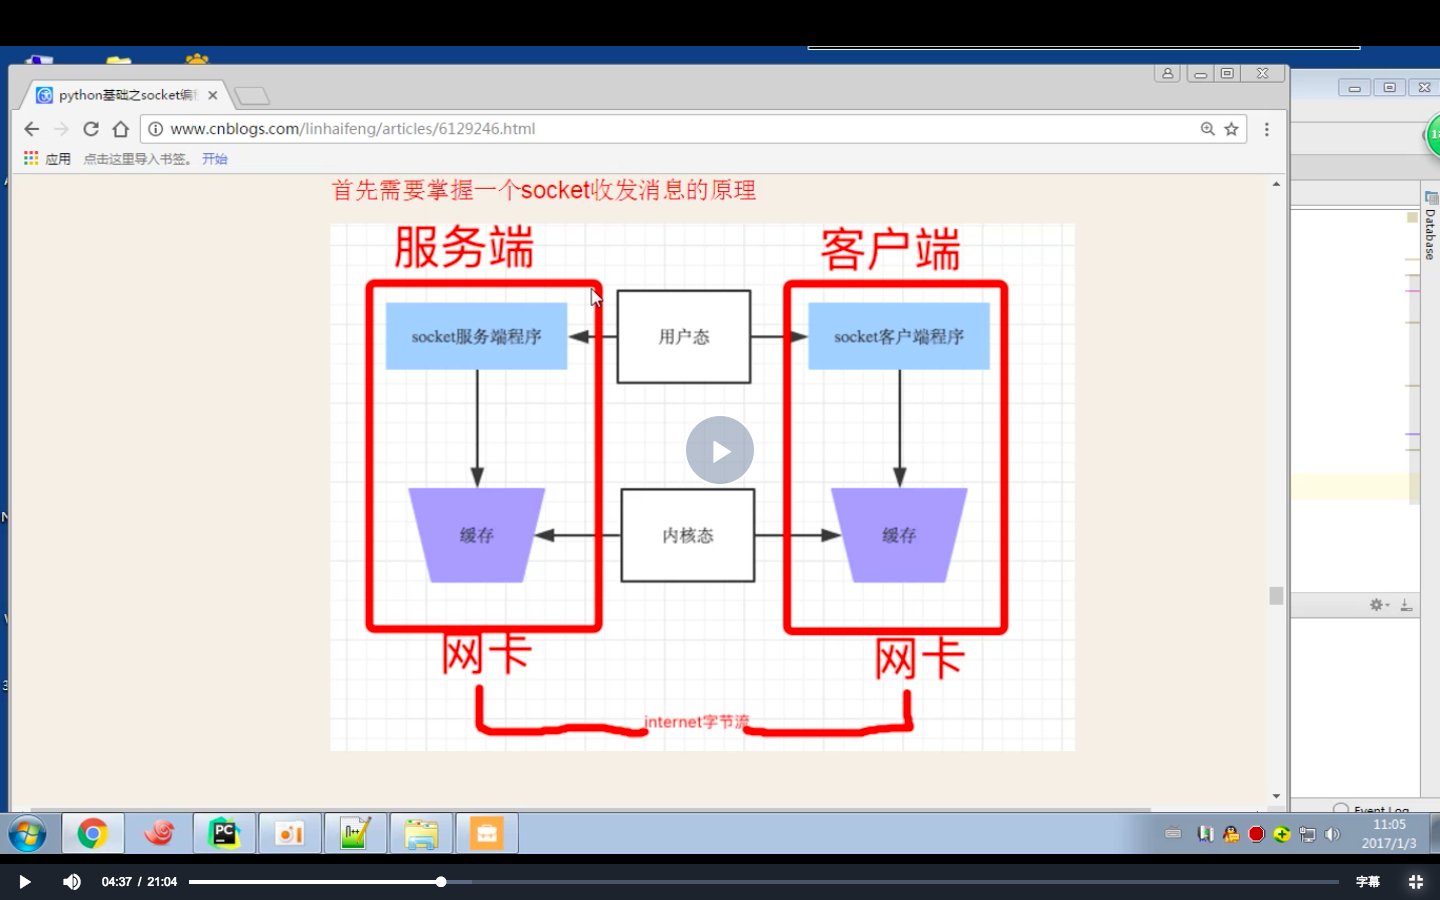 python基础之socket编
www.cnblogs.com/linhaifeng/articles/6129246.html
应用 点击这里导入书签。 开始
首先需要掌握一个socket收发消息的原理
服务端 客户端
socket服务端程序 用户态 socket客户端程序
缓存 内核态 缓存
网卡 网卡
internet字节流
Database
Event Log
11:05
2017/1/3
04:37 / 21:04 字幕